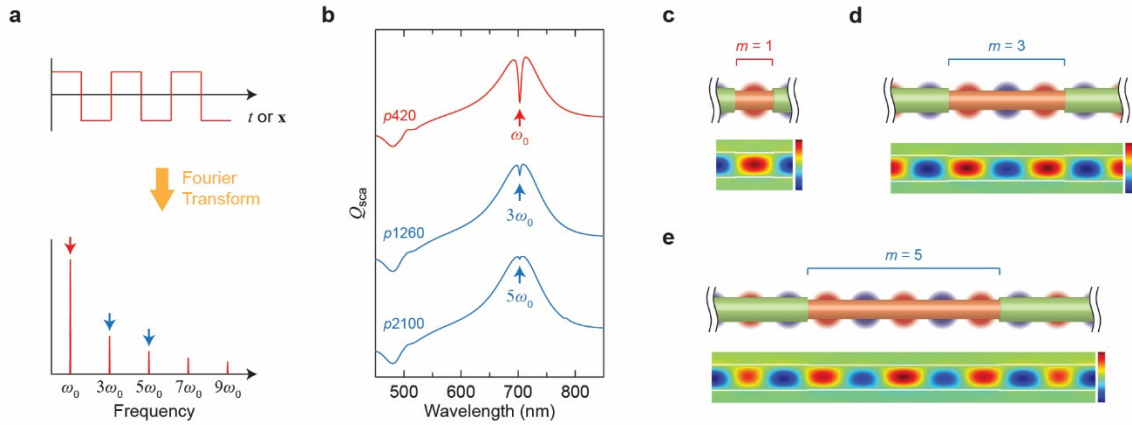 a
t or x
Fourier
Transform
ω₀
3ω₀
5ω₀
7ω₀
9ω₀
Frequency
b
Qsca
p420
ω₀
p1260
3ω₀
p2100
5ω₀
500
600
700
800
Wavelength (nm)
c
m = 1
d
m = 3
e
m = 5